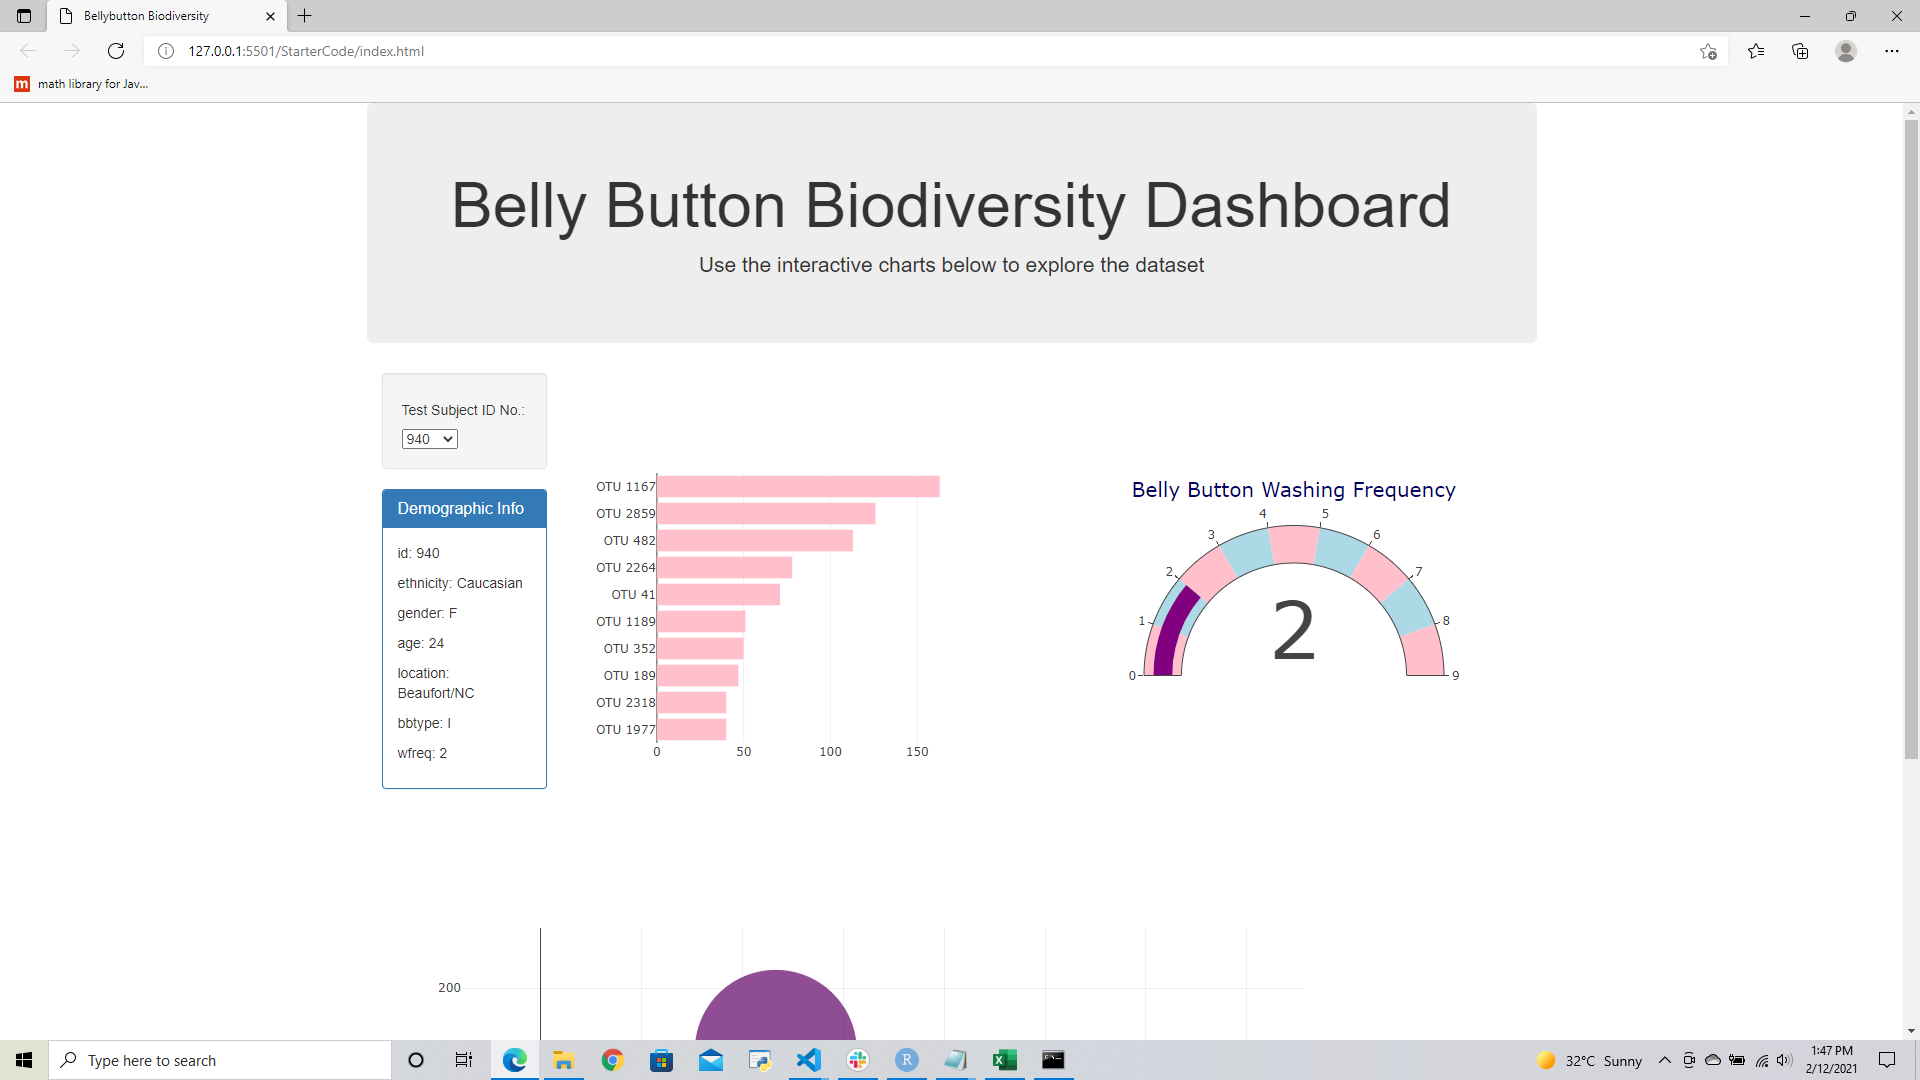 Bellybutton Biodiversity
127.0.0.1:5501/StarterCode/index.html
m math library for Jav...
Belly Button Biodiversity Dashboard
Use the interactive charts below to explore the dataset
Test Subject ID No.:
940
Demographic Info
id: 940
ethnicity: Caucasian
gender: F
age: 24
location:
Beaufort/NC
bbtype: I
wfreq: 2
OTU 1167
OTU 2859
OTU 482
OTU 2264
OTU 41
OTU 1189
OTU 352
OTU 189
OTU 2318
OTU 1977
0 50 100 150
Belly Button Washing Frequency
0
1
2
3
4
5
6
7
8
9
2
200
Type here to search
R
32°C Sunny
1:47 PM
2/12/2021